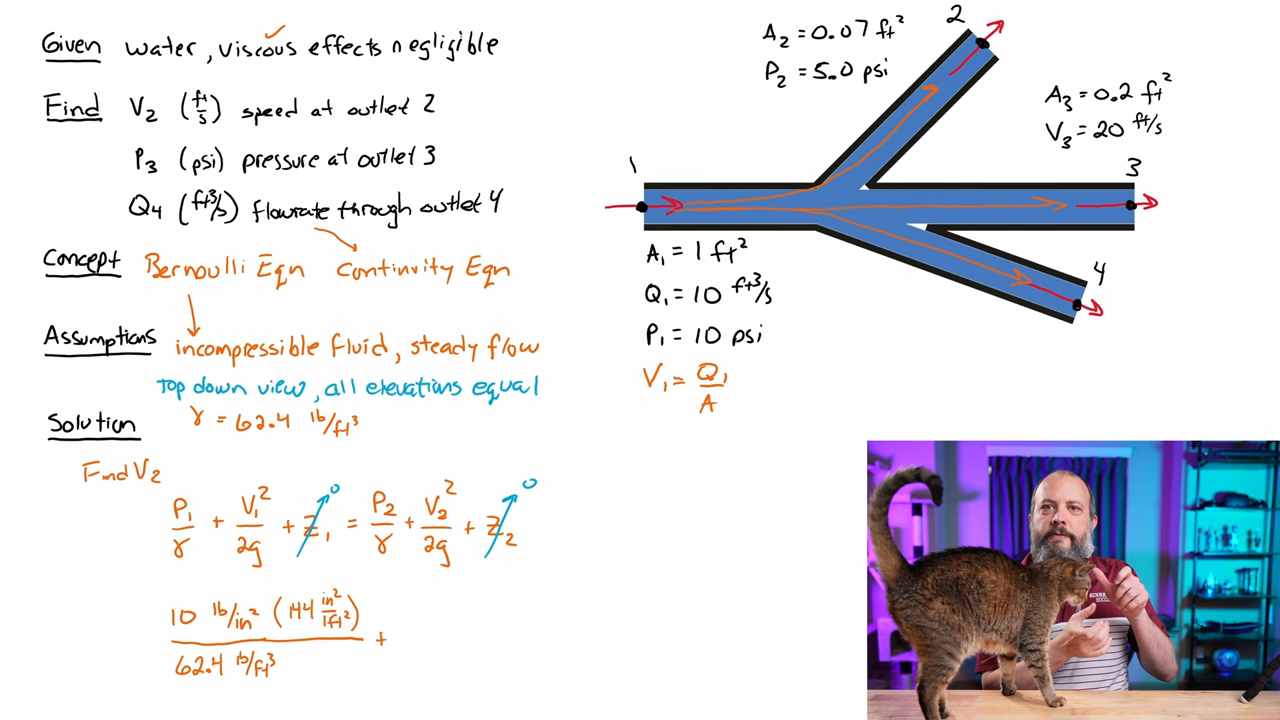 Given water, viscous effects negligible
Find V₂ (ft/s) speed at outlet 2
P₃ (psi) pressure at outlet 3
Q₄ (ft³/s) flowrate through outlet 4
Concept Bernoulli Eqn Continuity Eqn
Assumptions incompressible fluid, steady flow
top down view, all elevations equal
γ = 62.4 lb/ft³
Solution
Find V₂
P₁/γ + V₁²/2g + Z₁ 0 = P₂/γ + V₂²/2g + Z₂ 0
10 lb/in² (144 in²/1ft²) / 62.4 lb/ft³ +
2
A₂ = 0.07 ft²
P₂ = 5.0 psi
A₃ = 0.2 ft²
V₃ = 20 ft/s
1
3
4
A₁ = 1 ft²
Q₁ = 10 ft³/s
P₁ = 10 psi
V₁ = Q₁/A